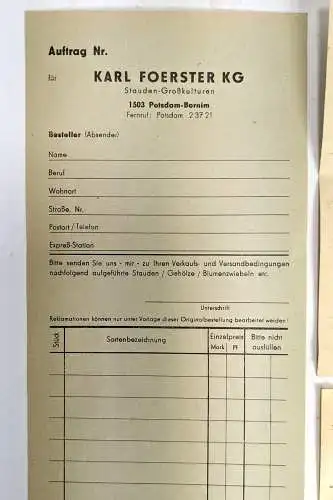 Auftrag Nr.
für KARL FOERSTER KG
Stauden-Großkulturen
1503 Potsdam-Bornim
Fernruf: Potsdam 2 37 21
Besteller (Absender)
Name
Beruf
Wohnort
Straße, Nr.
Postort / Telefon
Expreß-Station
Bitte senden Sie uns - mir - zu Ihren Verkaufs- und Versandbedingungen
nachfolgend aufgeführte Stauden / Gehölze / Blumenzwiebeln etc.
Unterschrift
Reklamationen können nur unter Vorlage dieser Originalbestellung bearbeitet werden!
Stück Sortenbezeichnung Einzelpreis Bitte nicht
Mark Pf ausfüllen